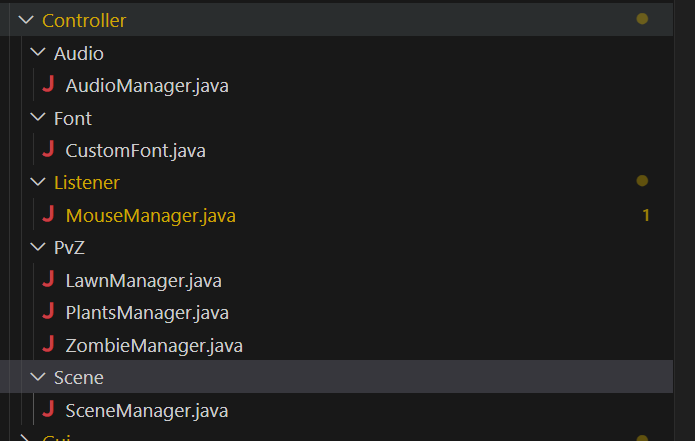 Controller
Audio
J AudioManager.java
Font
J CustomFont.java
Listener
J MouseManager.java 1
PvZ
J LawnManager.java
J PlantsManager.java
J ZombieManager.java
Scene
J SceneManager.java
Gui